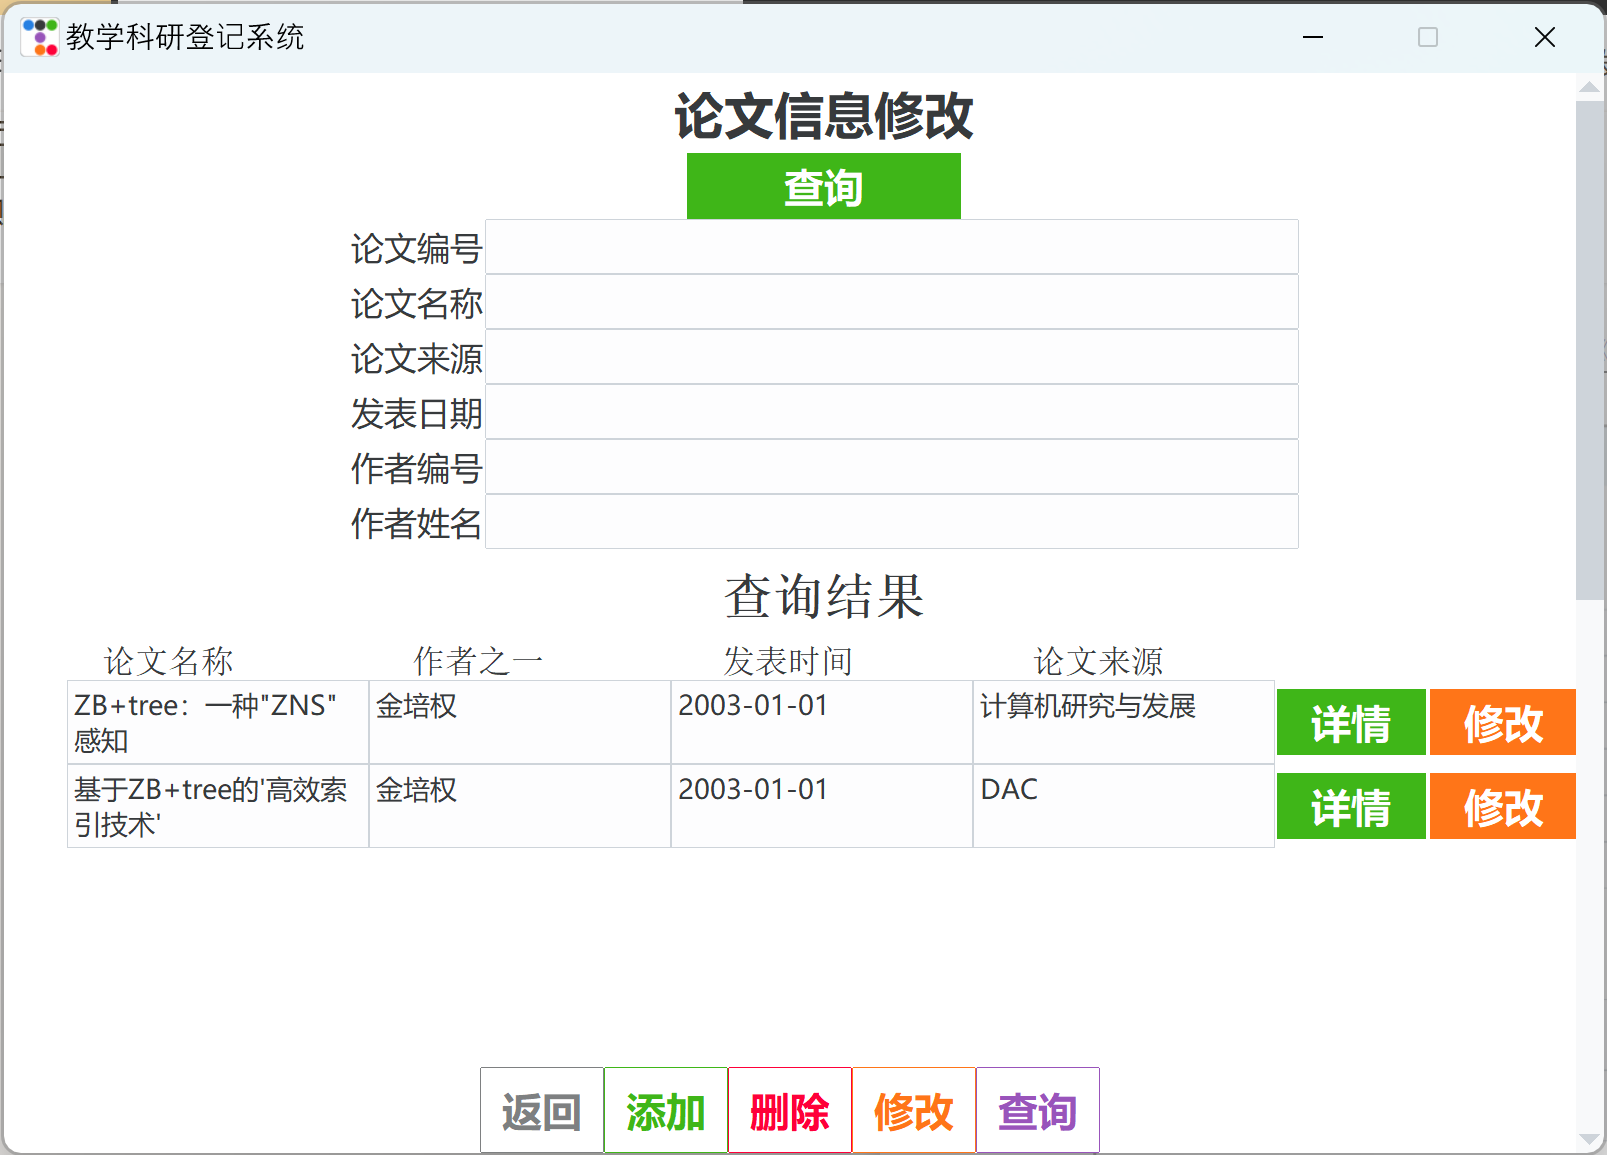 教学科研登记系统
论文信息修改
查询
论文编号
论文名称
论文来源
发表日期
作者编号
作者姓名
查询结果
论文名称 作者之一 发表时间 论文来源
ZB+tree：一种"ZNS"感知 金培权 2003-01-01 计算机研究与发展 详情 修改
基于ZB+tree的'高效索引技术' 金培权 2003-01-01 DAC 详情 修改
返回 添加 删除 修改 查询